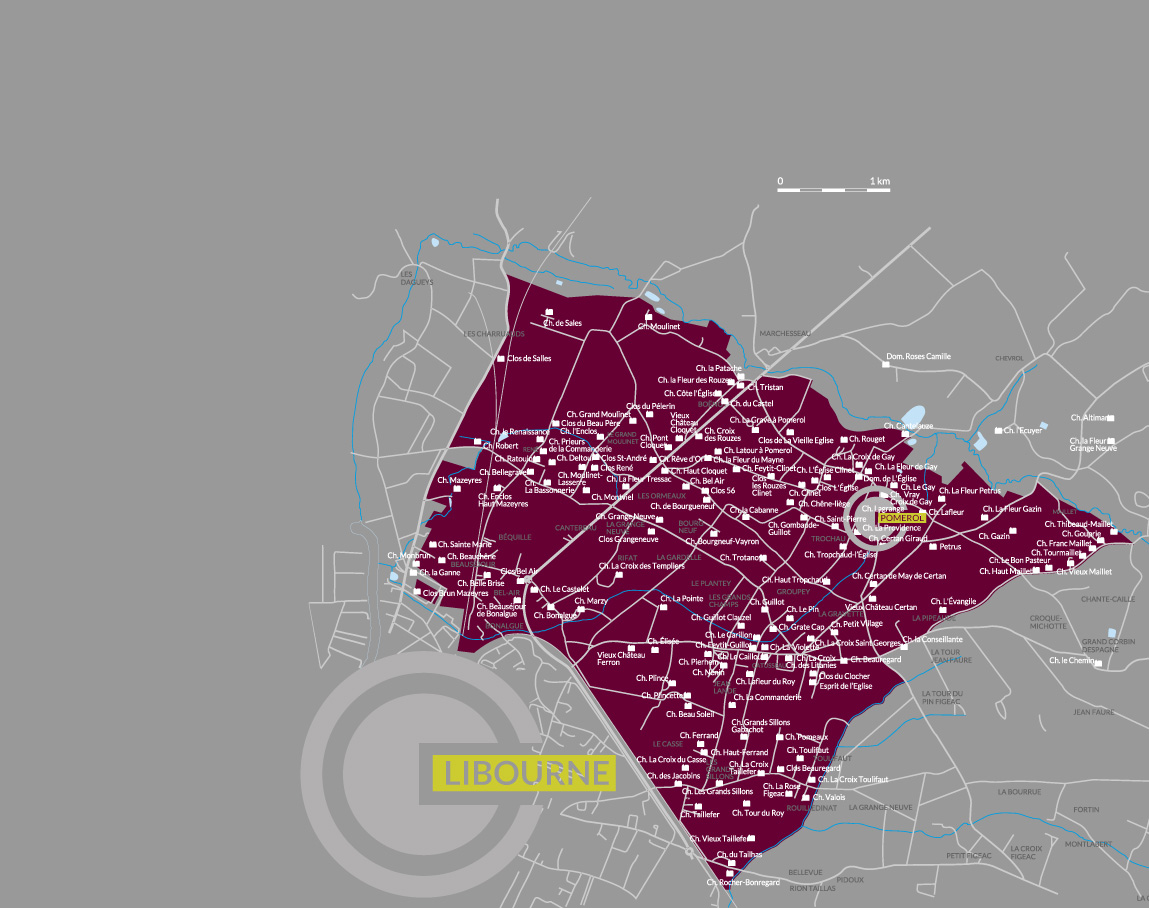 0 1 km
LES
DAGUEYS
Ch. de Sales
Ch. Moulinet
LES CHARRUAUDS
MARCHESSEAU
Clos de Salles
Dom. Roses Camille
CHEVROL
Ch. la Patache
Ch. la Fleur des Rouzes
Ch. Tristan
Ch. Côte l'Église
Ch. du Castel
Clos du Pélerin
Ch. Grand Moulinet
Vieux
Château
Cloquet
Clos du Beau Père
Ch. La Grave à Pomerol
Ch. Altimar
Ch. Cantelauze
Ch. l'Ecuyer
Ch. la Renaissance
Ch. l'Enclos
Ch. Pont
Cloquet
Ch. Croix
des Rouzes
Clos de La Vieille Eglise
Ch. Rouget
Ch. la Fleur
Grange Neuve
Ch. Robert
Ch. Prieurs
de la Commanderie
Ch. Latour à Pomerol
Ch. Ratouin
Ch. Deltour
Clos St-André
Ch. Rêve d'Or
Ch. la Fleur du Mayne
Ch. La Croix de Gay
Ch. La Fleur de Gay
Ch. Bellegrave
Clos René
Ch. Haut Cloquet
Ch. Feytit-Clinet
Ch. L'Église Clinet
Dom. de L'Église
Ch. Mazeyres
Ch.
La Bassonnerie
Ch. Moulinet-
Lasserre
Ch. La Fleur Tressac
Ch. Bel Air
Clos
les Rouzes
Clinet
Clos L'Église
Ch. Le Gay
Ch. Enclos
Haut Mazeyres
Ch. Montviel
LES ORMEAUX
Clos 56
Ch. Clinet
Ch. Vray
Croix de Gay
Ch. La Fleur Petrus
Ch. de Bourgueneuf
Ch. Chêne-liège
Ch. Lagrange
Ch. Lafleur
Ch. La Fleur Gazin
MAILLET
Ch. Grange Neuve
Ch. la Cabanne
Ch. Saint-Pierre
POMEROL
CANTEREAU
LA GRANGE
NEUVE
BOURG
NEUF
Ch. Gombaude-
Guillot
Ch. La Providence
Ch. Thibeaud-Maillet
BÉQUILLE
Clos Grangeneuve
Ch. Bourgneuf-Vayron
TROCHAU
Ch. Certan Giraud
Ch. Gazin
Ch. Gouprie
Ch. Sainte Marie
Petrus
Ch. Franc Maillet
Ch. Monbrun
Ch. Beauchêne
RIFAT
LA GARDELLE
Ch. Trotanoy
Ch. Tropchaud-l'Église
Ch. Tourmaillet
BEAUSEJOUR
Ch. La Croix des Templiers
Ch. Le Bon Pasteur
Ch. la Ganne
Clos Bel Air
Ch. Haut Maillet
Ch. Vieux Maillet
Ch. Belle Brise
LE PLANTEY
Ch. Haut Tropchaud
Ch. Certan de May de Certan
Clos Brun Mazeyres
BEL-AIR
Ch. Le Castelet
GROUPEY
Ch. Beausejour
de Bonalgue
Ch. Marzy
Ch. La Pointe
LES GRANDS
CHAMPS
Ch. Guillot
Vieux Château Certan
Ch. L'Évangile
CHANTE-CAILLE
Ch. Bonalgue
Ch. Le Pin
LA GRAVETTE
LA PIPEAUDE
BONALGUE
Ch. Guillot Clauzel
Ch. Petit Village
CROQUE-
MICHOTTE
Ch. Grate Cap
Ch. Le Carillon
Ch. Élisée
Ch. Feytit-Guillot
Ch. La Violette
Ch. La Croix Saint Georges
Ch. la Conseillante
GRAND CORBIN
DESPAGNE
Vieux Château
Ferron
Ch. Pierhem
Ch. Le Caillou
Ch. La Croix
Ch. Beauregard
LA TOUR
JEAN FAURE
Ch. le Chemin
Ch. Nénin
CATUSSEAU
Ch. des Litanies
Ch. Plince
Ch. Lafleur du Roy
Clos du Clocher
Esprit de l'Eglise
Ch. Plincette
JEAN
LANDE
Ch. La Commanderie
LA TOUR DU
PIN FIGEAC
Ch. Beau Soleil
JEAN FAURE
Ch. Grands Sillons
Gabachot
Ch. Ferrand
Ch. Pomeaux
LE CASSE
Ch. Haut-Ferrand
Ch. Toulifaut
TOULIFAUT
Ch. La Croix du Casse
Ch. La Croix
Taillefer
Clos Beauregard
LIBOURNE
Ch. des Jacobins
LES
GRANDS
SILLONS
Ch. La Croix Toulifaut
Ch. Les Grands Sillons
Ch. La Rose
Figeac
Ch. Valois
LA BOURRUE
ROUILLEDINAT
LA GRANGE NEUVE
FORTIN
Ch. Taillefer
Ch. Tour du Roy
Ch. Vieux Taillefer
MONTLABERT
LA CROIX
FIGEAC
PETIT FIGEAC
Ch. du Tailhas
BELLEVUE
Ch. Rocher-Bonregard
PIDOUX
RION TAILLAS